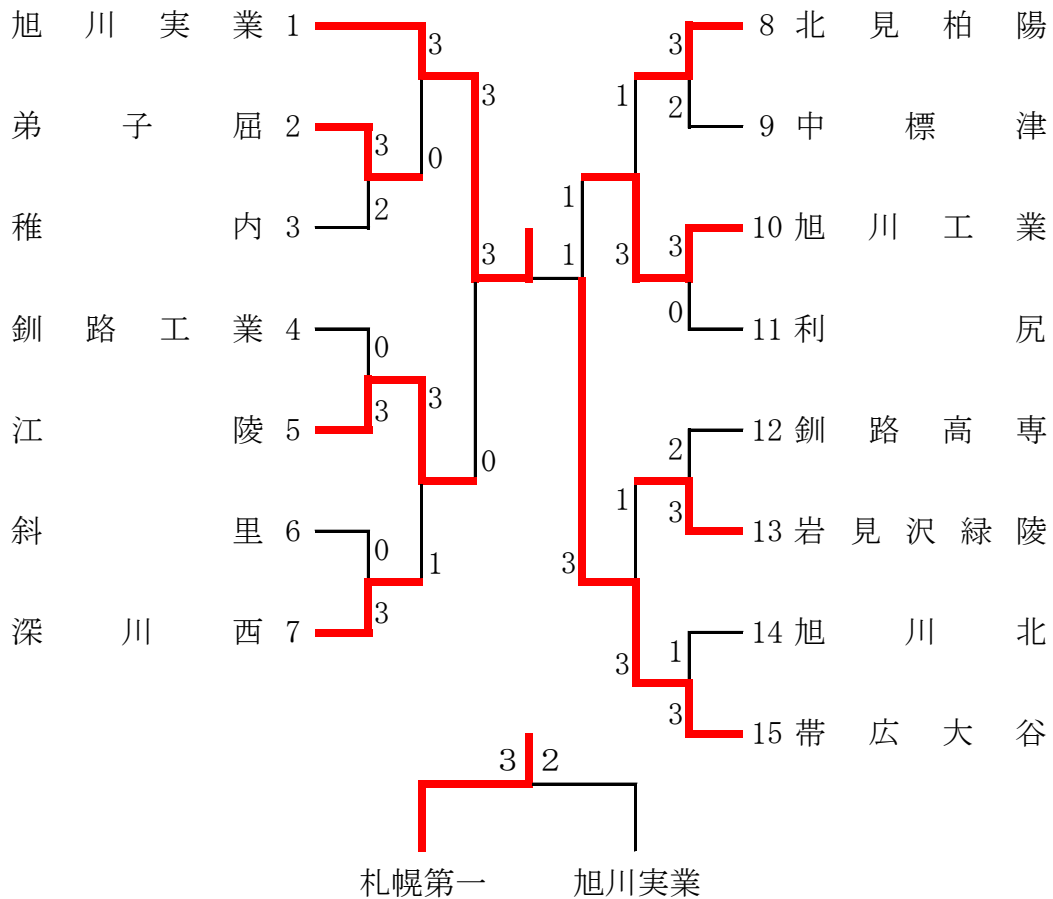 旭川実業 1
3
3
弟子屈 2
3
0
2
稚内 3
3
釧路工業 4
0
3
3
江陵 5
0
斜里 6
0
1
3
深川西 7
8 北見柏陽
3
1
2
9 中標津
1
10 旭川工業
3
3
1
0
11 利尻
12 釧路高専
2
1
3
13 岩見沢緑陵
3
14 旭川北
1
3
3
15 帯広大谷
3 2
札幌第一 旭川実業